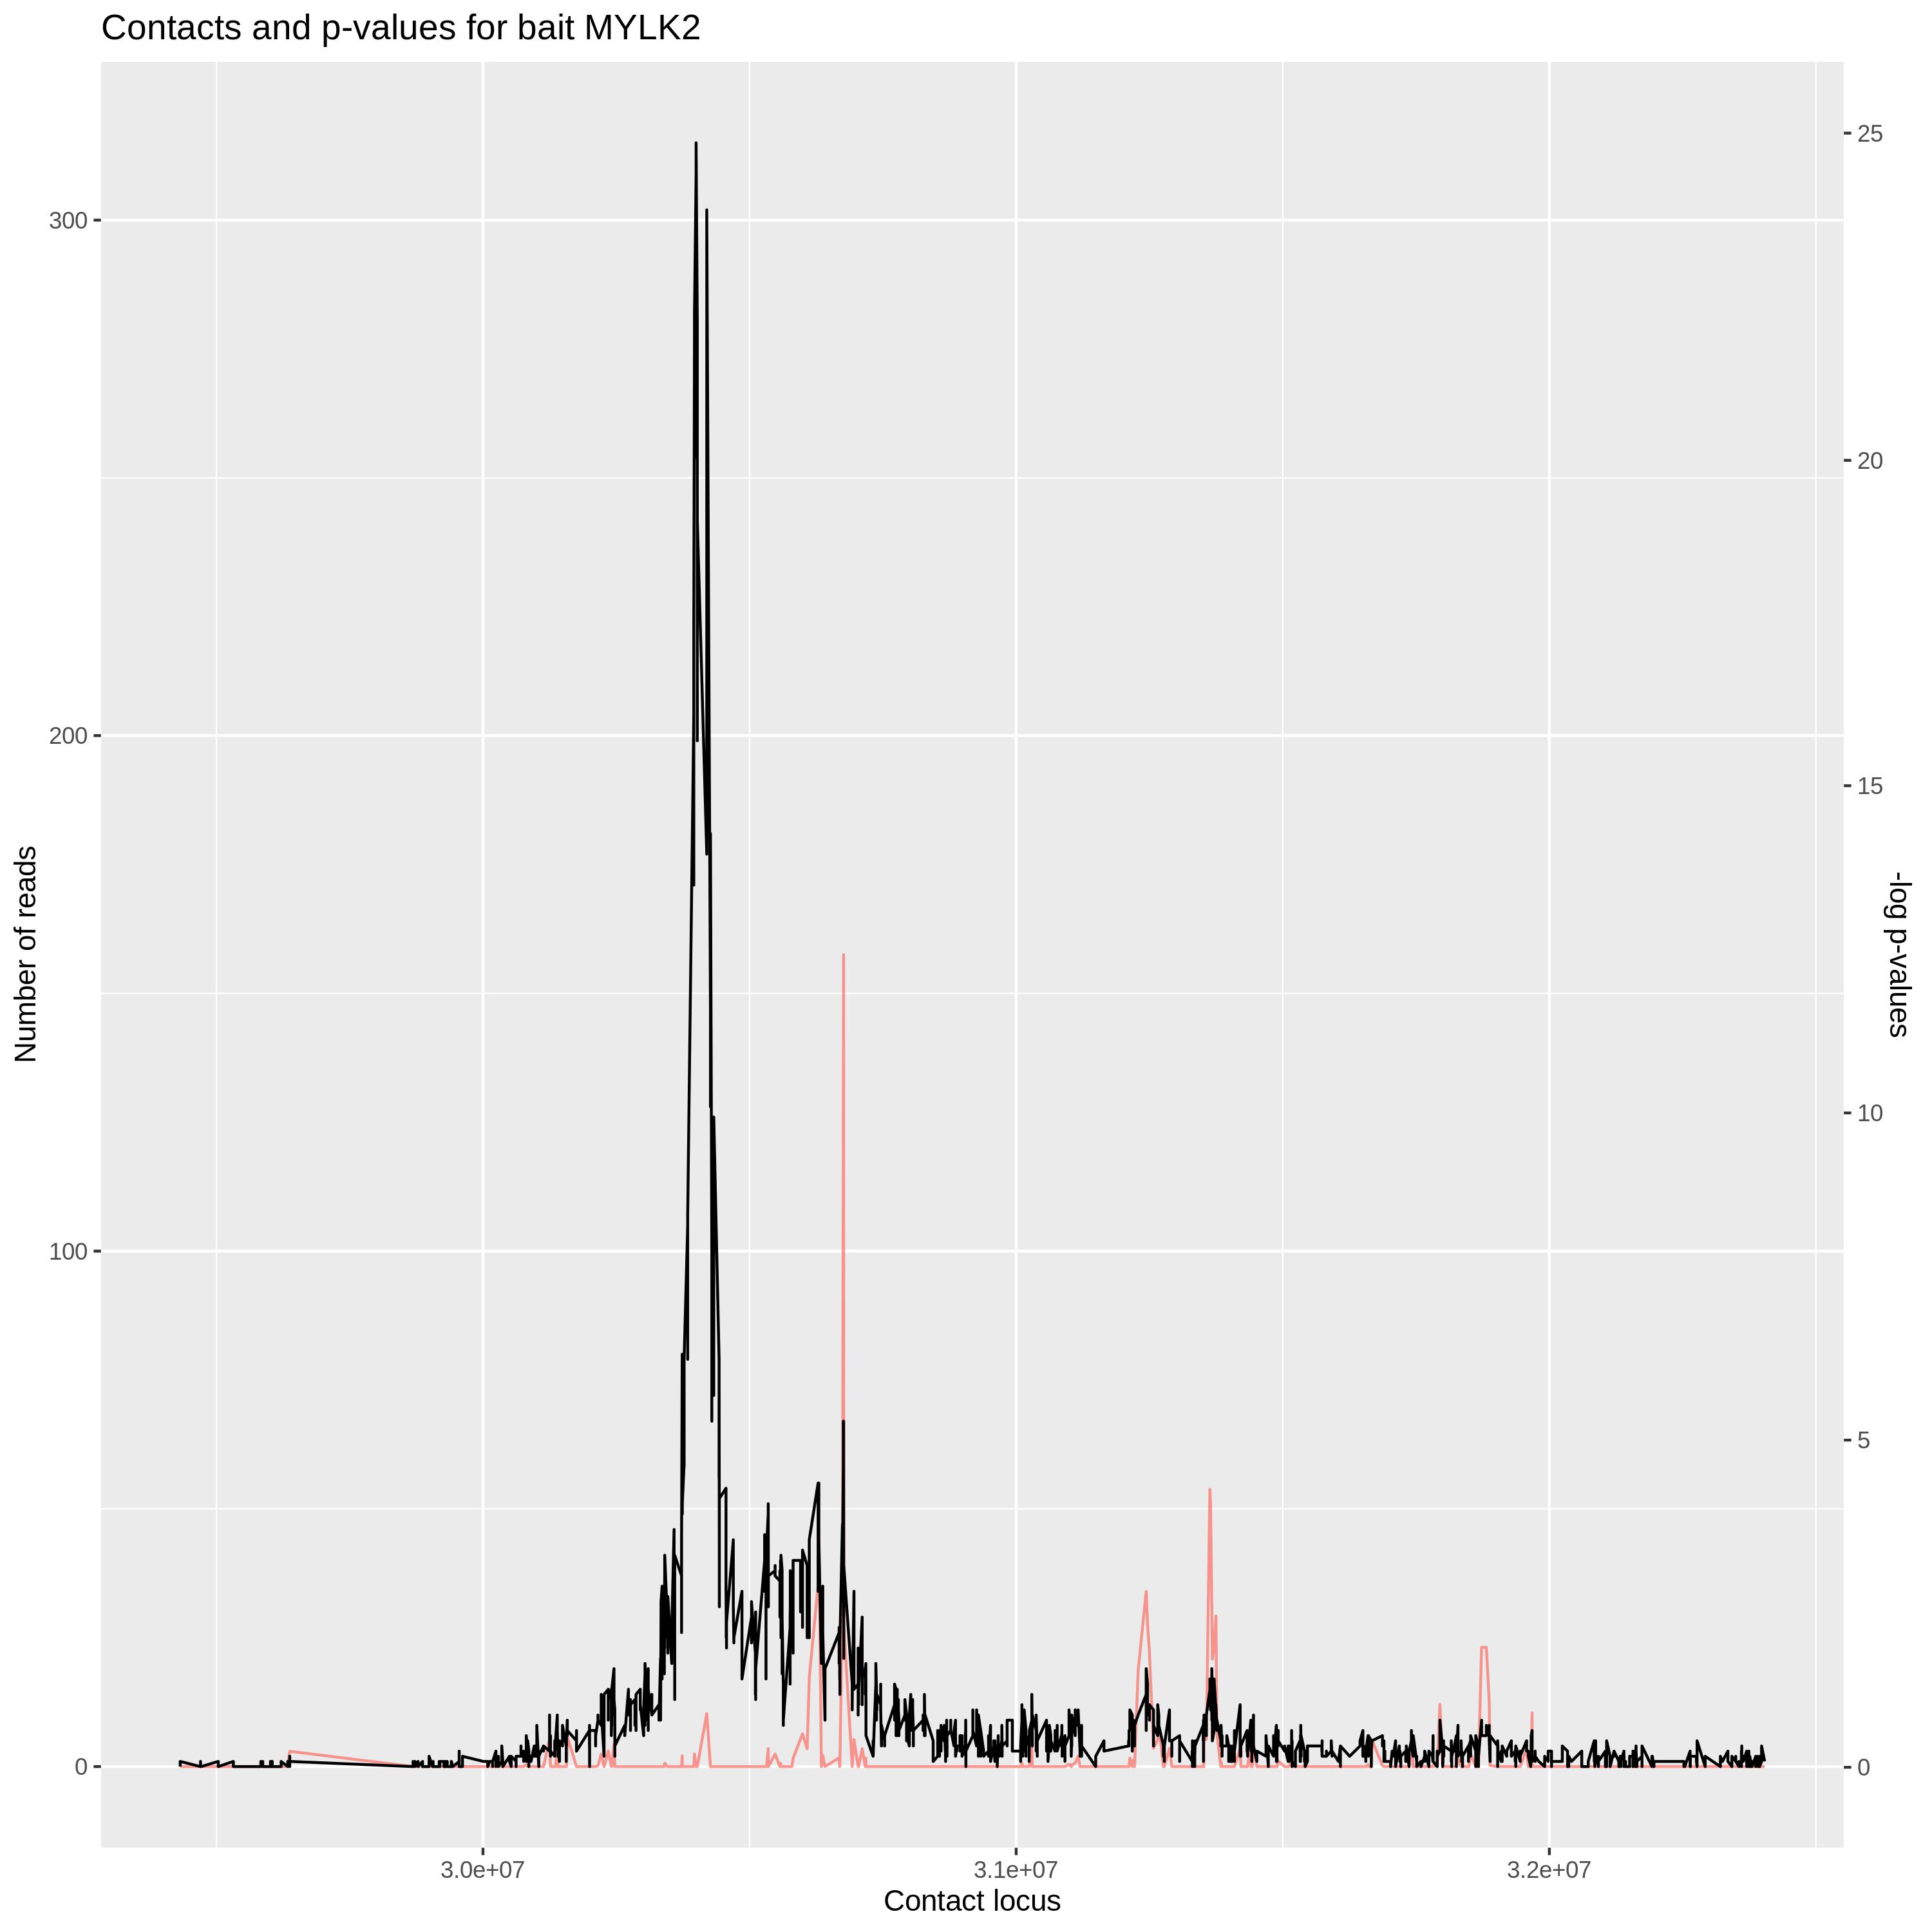 Contacts and p-values for bait MYLK2
300
200
100
0
Number of reads
25
20
15
10
5
0
-log p-values
3.0e+07
3.1e+07
3.2e+07
Contact locus